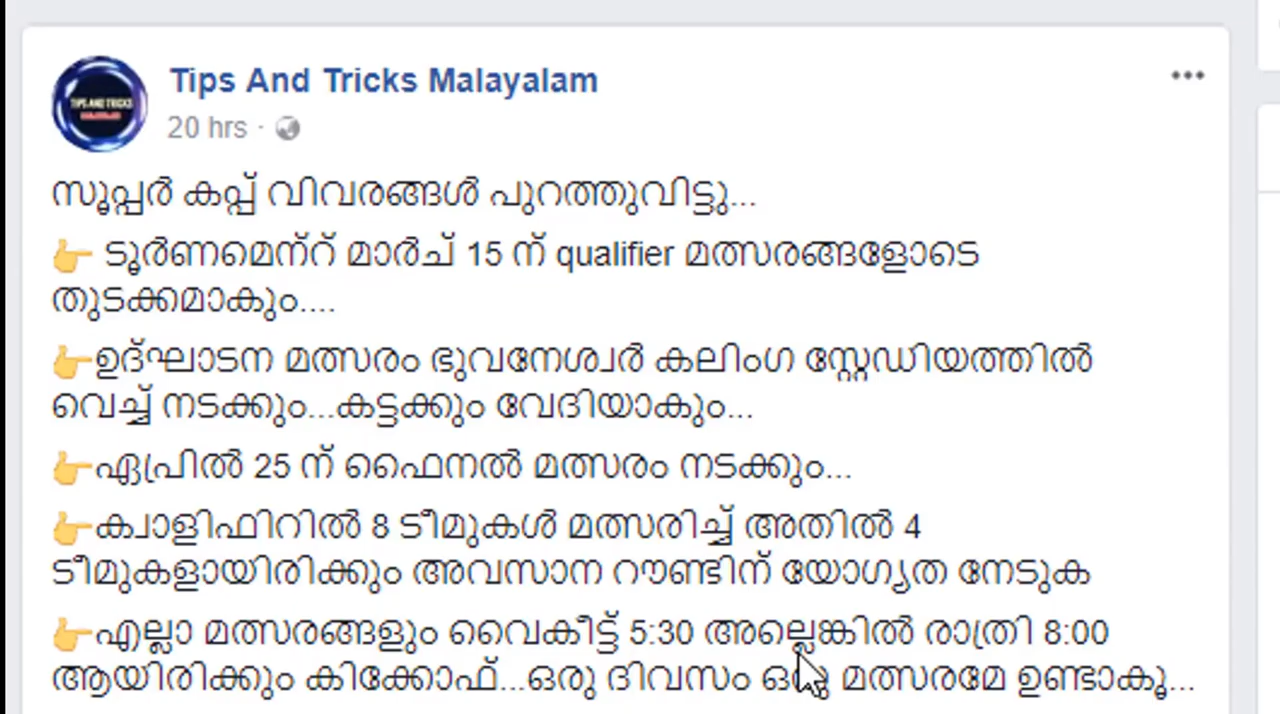 Tips And Tricks Malayalam
20 hrs ·
TIPS AND TRICKS
സൂപ്പർ കപ്പ് വിവരങ്ങൾ പുറത്തുവിട്ടു...
👉 ടൂർണമെന്റ് മാർച് 15 ന് qualifier മത്സരങ്ങളോടെ
തുടക്കമാകും....
👉ഉദ്ഘാടന മത്സരം ഭുവനേശ്വർ കലിംഗ സ്റ്റേഡിയത്തിൽ
വെച്ച് നടക്കും...കട്ടക്കും വേദിയാകും...
👉ഏപ്രിൽ 25 ന് ഫൈനൽ മത്സരം നടക്കും...
👉ക്വാളിഫിറിൽ 8 ടീമുകൾ മത്സരിച്ച് അതിൽ 4
ടീമുകളായിരിക്കും അവസാന റൗണ്ടിന് യോഗ്യത നേടുക
👉എല്ലാ മത്സരങ്ങളും വൈകീട്ട് 5:30 അല്ലെങ്കിൽ രാത്രി 8:00
ആയിരിക്കും കിക്കോഫ്...ഒരു ദിവസം ഒരു മത്സരമേ ഉണ്ടാകൂ...